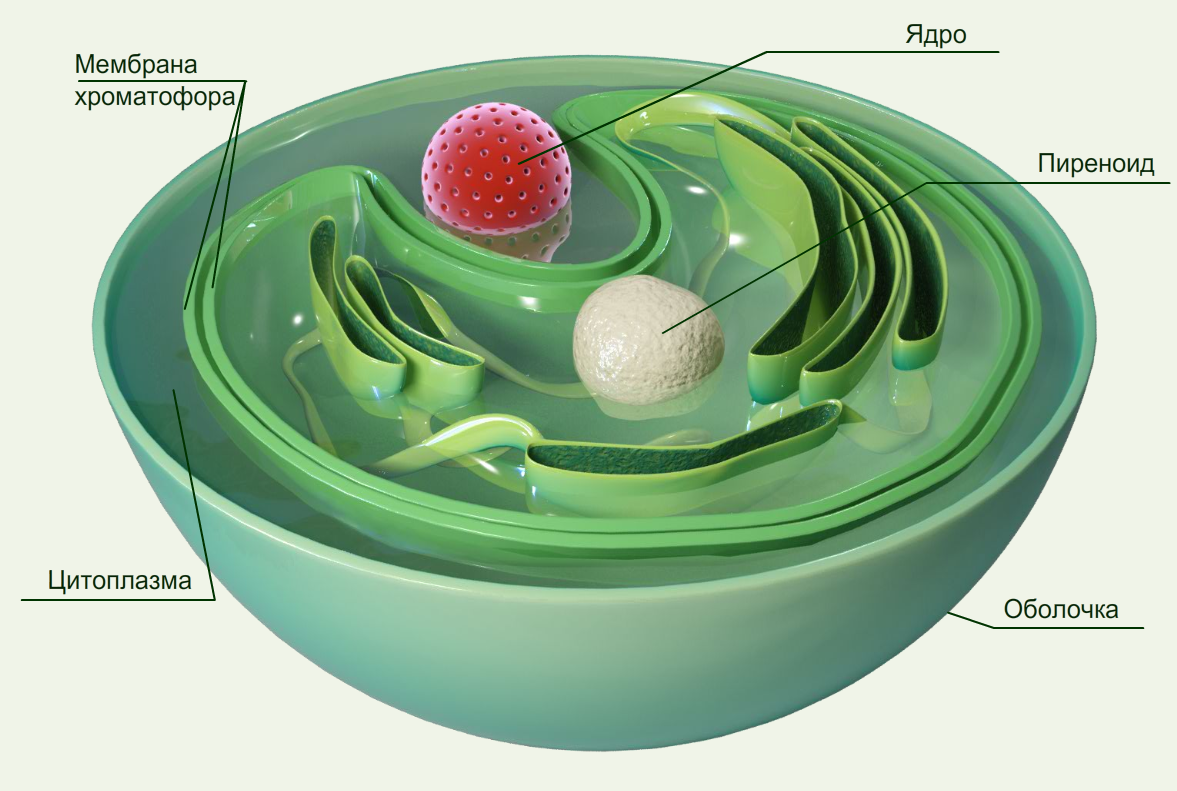 Ядро
Мембрана
хроматофора
Пиреноид
Цитоплазма
Оболочка